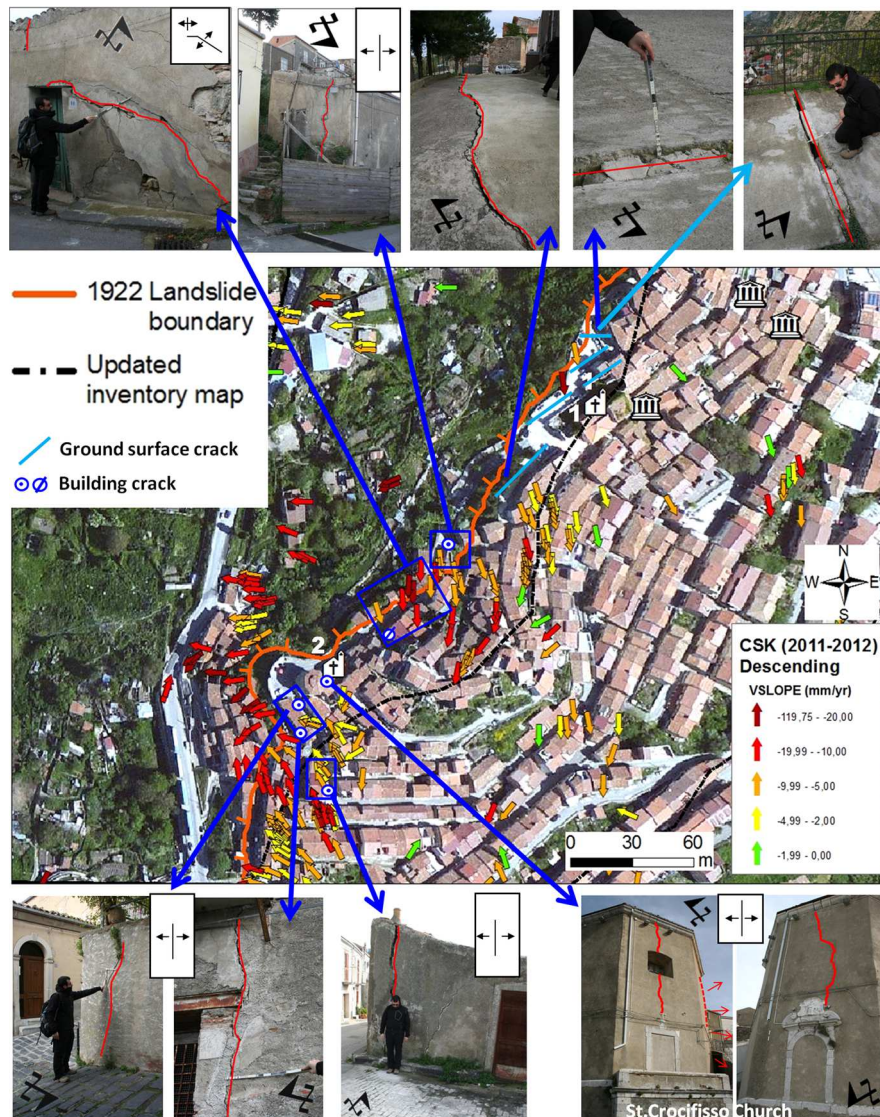 1922 Landslide
boundary
Updated
inventory map
Ground surface crack
Building crack
1
2
N
W E
S
CSK (2011-2012)
Descending
VSLOPE (mm/yr)
-119,75 - -20,00
-19,99 - -10,00
-9,99 - -5,00
-4,99 - -2,00
-1,99 - 0,00
0 30 60
m
St.Crocifisso Church